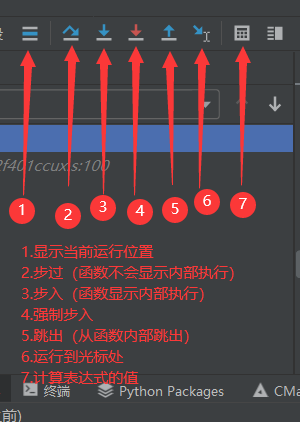 2f401ccux.s:100
1 2 3 4 5 6 7
1.显示当前运行位置
2.步过（函数不会显示内部执行）
3.步入（函数显示内部执行）
4.强制步入
5.跳出（从函数内部跳出）
6.运行到光标处
7.计算表达式的值
终端 Python Packages CMa
前)